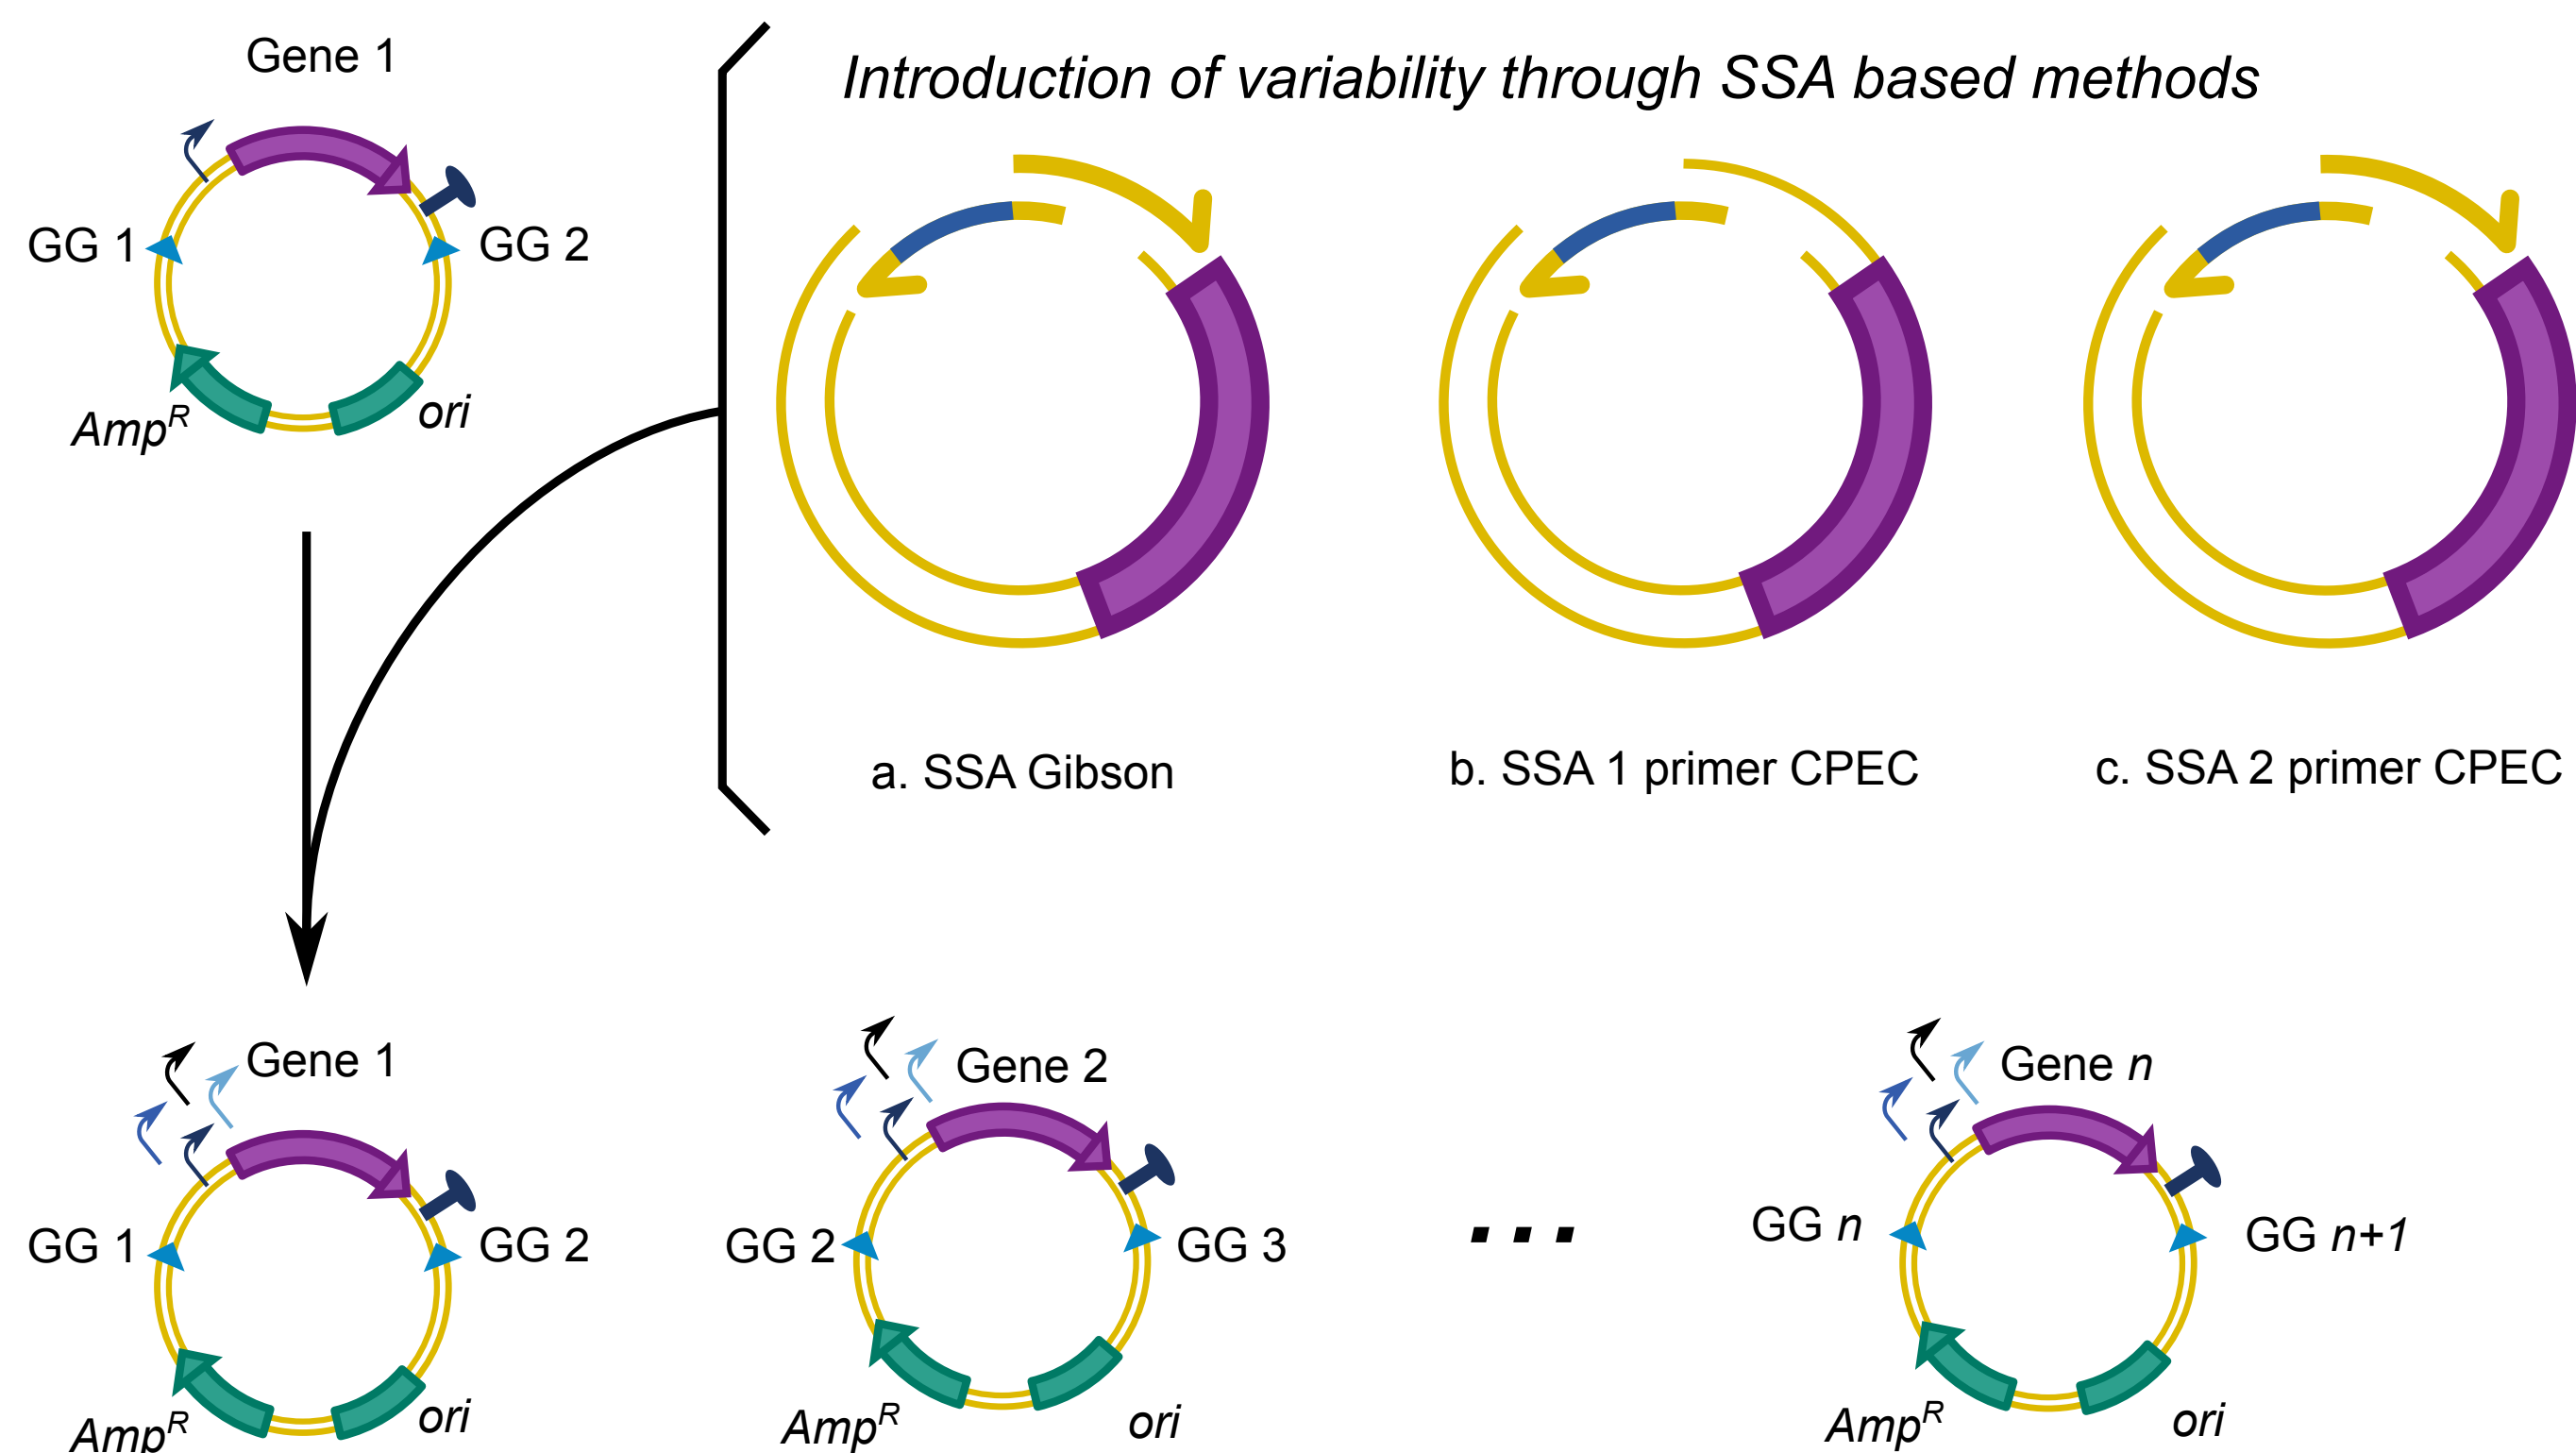 Gene 1
Introduction of variability through SSA based methods
GG 1
GG 2
Amp^R
ori
a. SSA Gibson
b. SSA 1 primer CPEC
c. SSA 2 primer CPEC
Gene 1
GG 1
GG 2
Amp^R
ori
Gene 2
GG 2
GG 3
Amp^R
ori
...
Gene n
GG n
GG n+1
Amp^R
ori